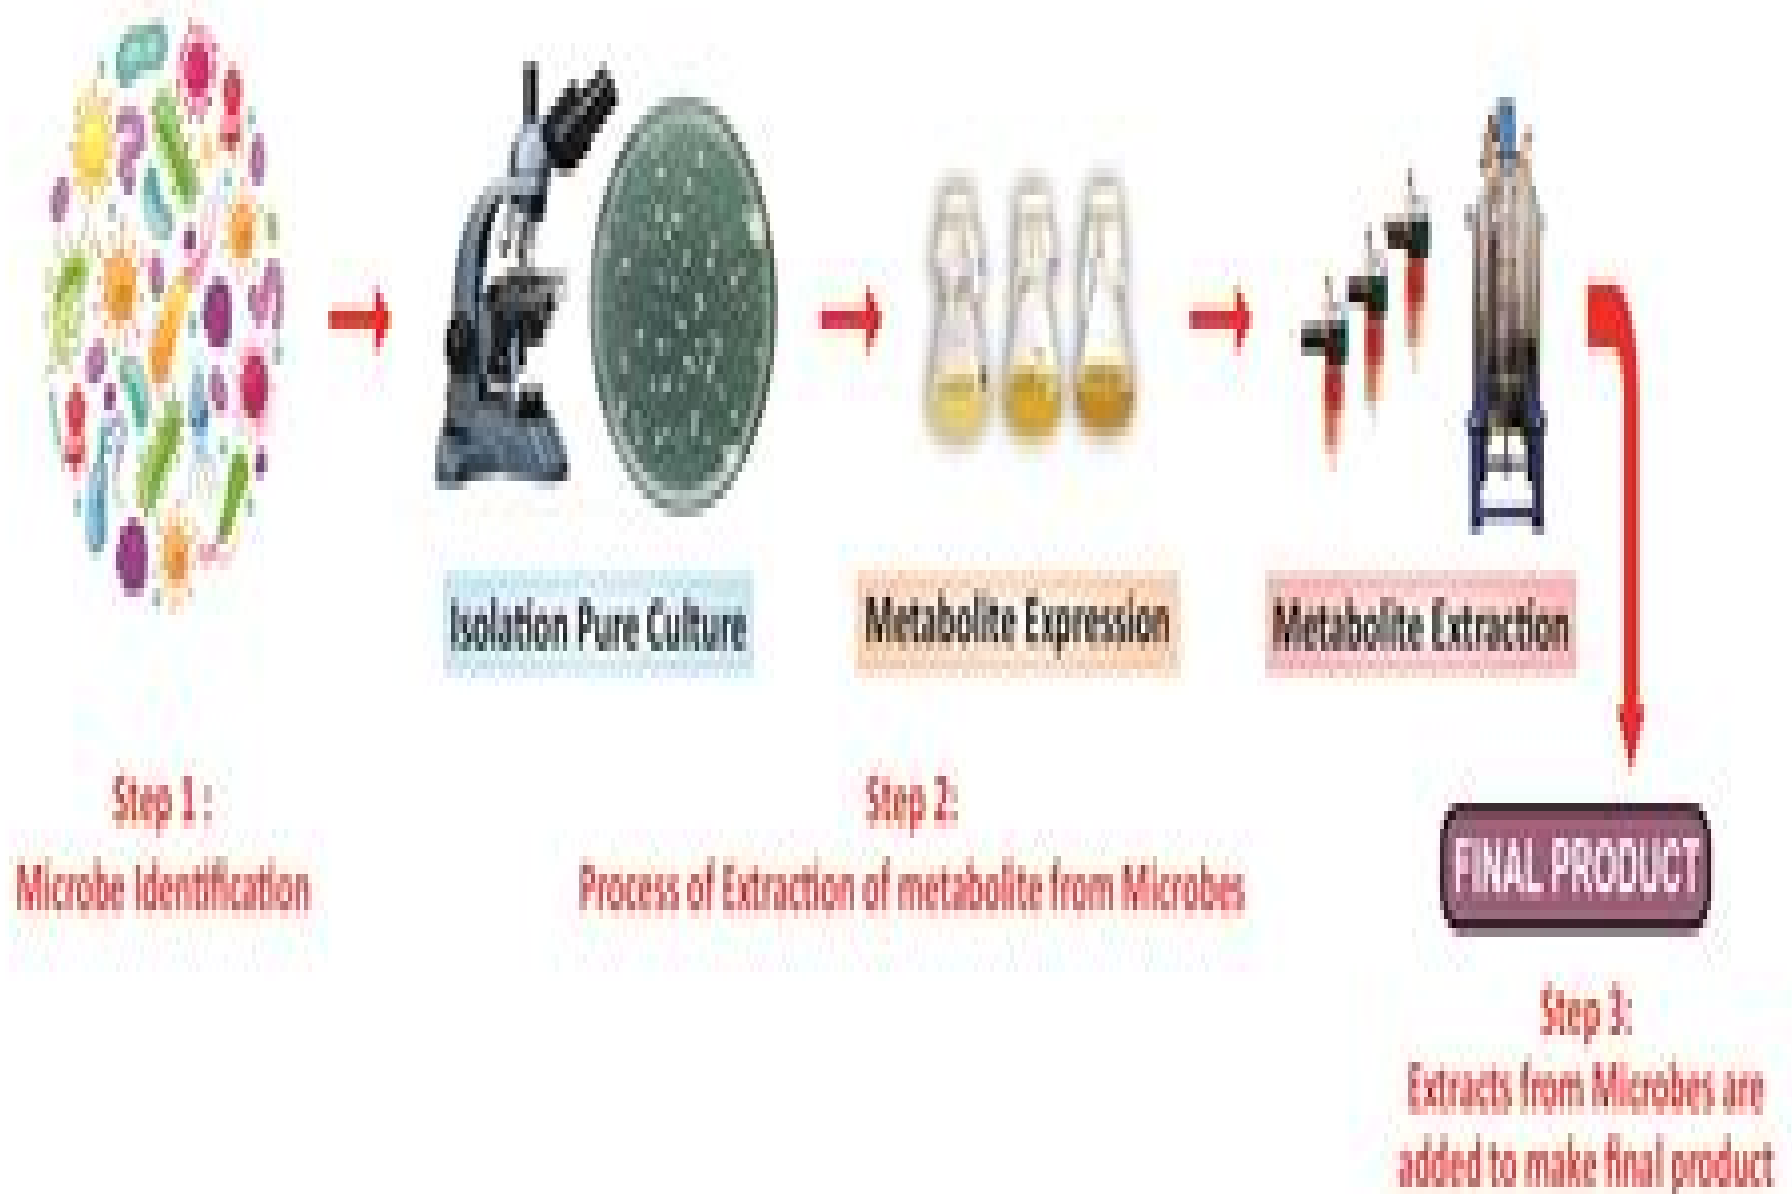 Isolation Pure Culture
Metabolite Expression
Metabolite Extraction
Step 1 :
Microbe Identification
Step 2:
Process of Extraction of metabolite from Microbes
FINAL PRODUCT
Step 3:
Extracts from Microbes are
added to make final product